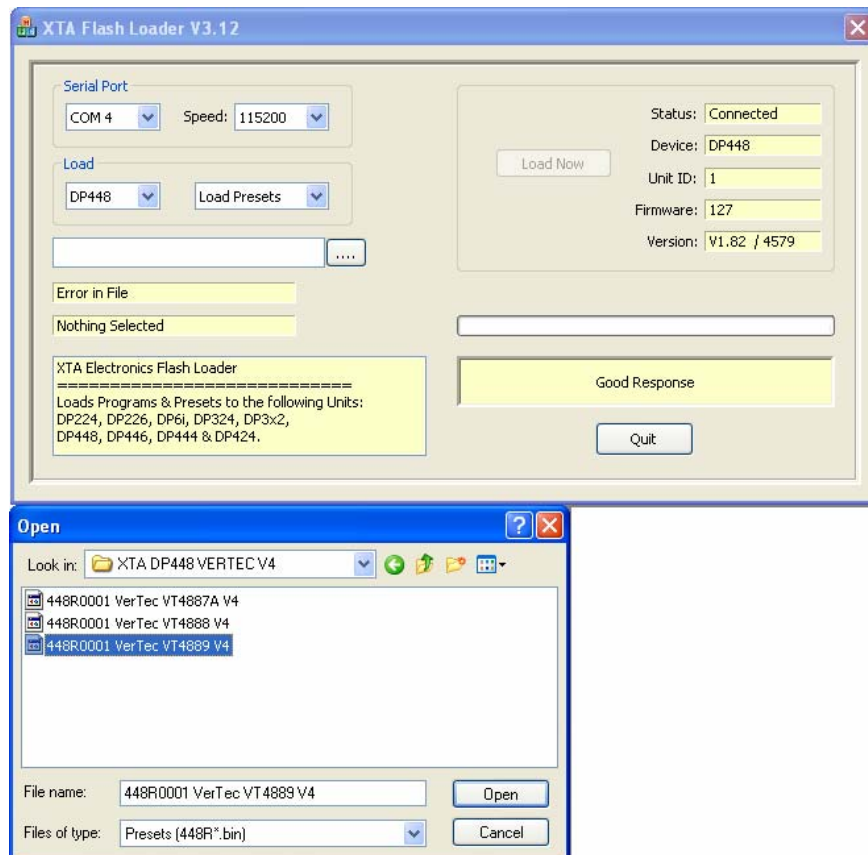 XTA Flash Loader V3.12
Serial Port
COM 4 Speed: 115200
Load
DP448 Load Presets
....
Error in File
Nothing Selected
XTA Electronics Flash Loader
============================
Loads Programs & Presets to the following Units:
DP224, DP226, DP6i, DP324, DP3x2,
DP448, DP446, DP444 & DP424.
Load Now
Status: Connected
Device: DP448
Unit ID: 1
Firmware: 127
Version: V1.82 / 4579
Good Response
Quit
Open
Look in: XTA DP448 VERTEC V4
448R0001 VerTec VT4887A V4
448R0001 VerTec VT4888 V4
448R0001 VerTec VT4889 V4
File name: 448R0001 VerTec VT4889 V4 Open
Files of type: Presets (448R*.bin) Cancel